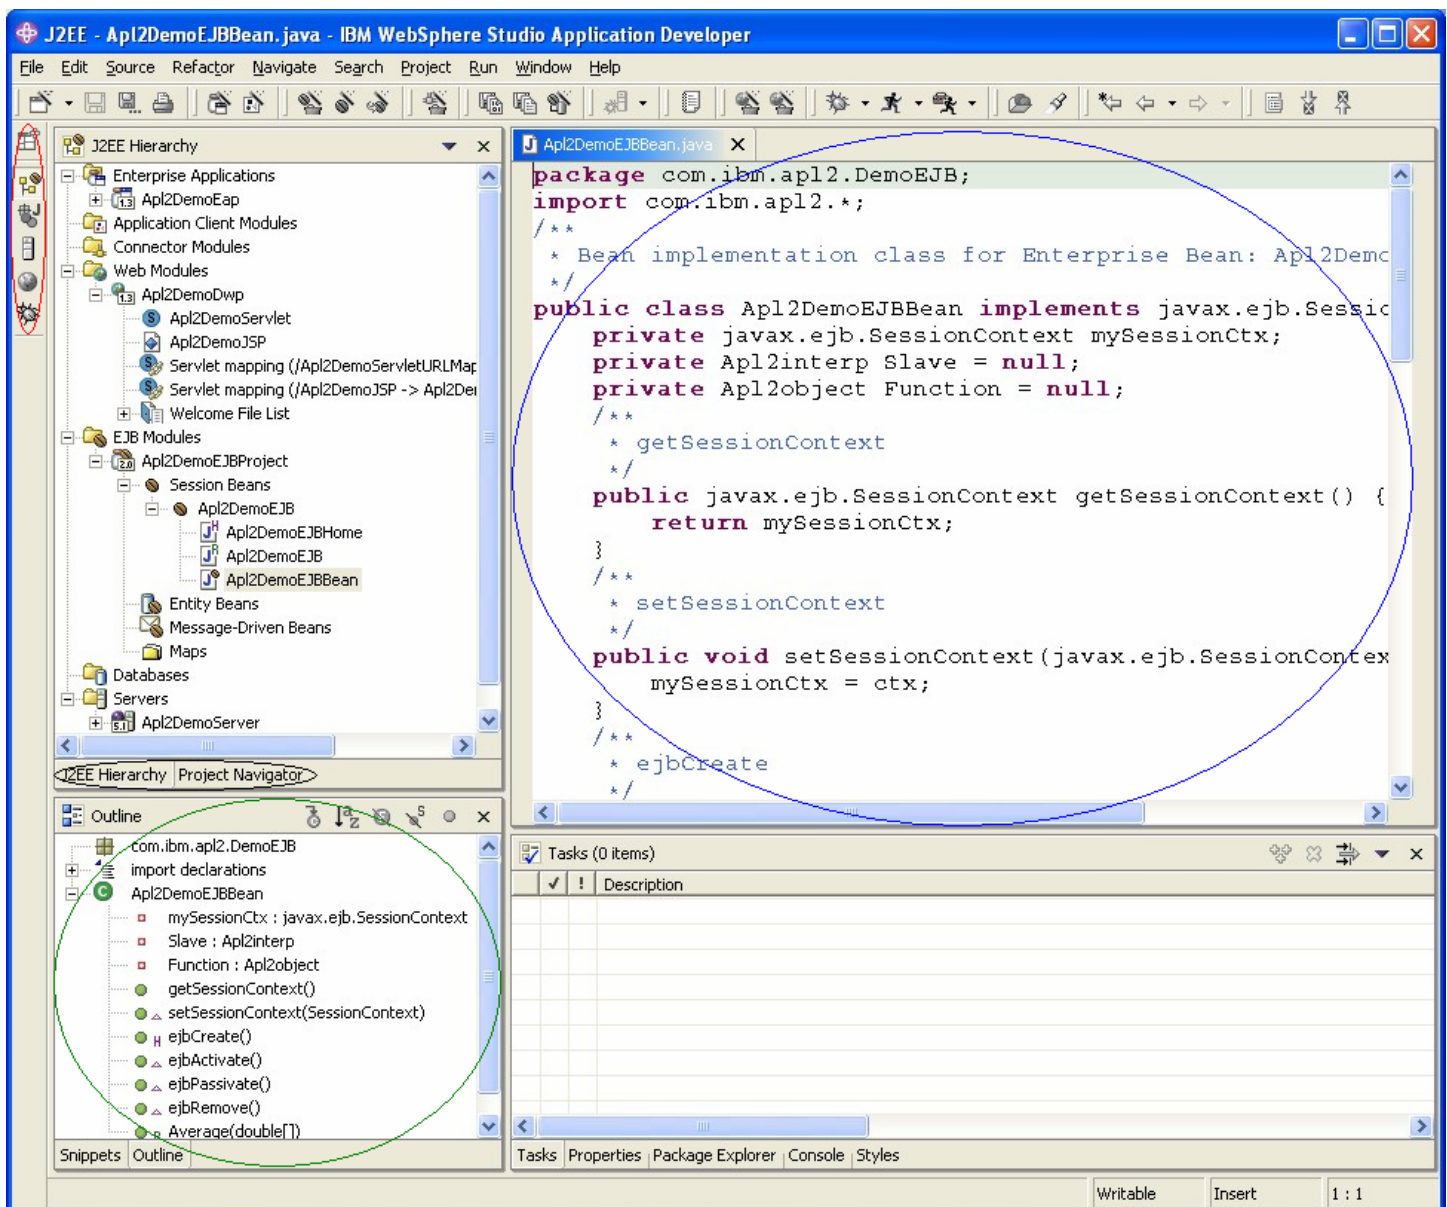 J2EE - Apl2DemoEJBBean.java - IBM WebSphere Studio Application Developer
File Edit Source Refactor Navigate Search Project Run Window Help
J2EE Hierarchy
Enterprise Applications
1.3 Apl2DemoEap
Application Client Modules
Connector Modules
Web Modules
1.3 Apl2DemoDwp
S Apl2DemoServlet
Apl2DemoJSP
S Servlet mapping (/Apl2DemoServletURLMap
S Servlet mapping (/Apl2DemoJSP -> Apl2De
Welcome File List
EJB Modules
2.0 Apl2DemoEJBProject
Session Beans
Apl2DemoEJB
J H Apl2DemoEJBHome
J R Apl2DemoEJB
J Apl2DemoEJBBean
Entity Beans
Message-Driven Beans
Maps
Databases
Servers
5.1 Apl2DemoServer
J2EE Hierarchy Project Navigator
Outline
com.ibm.apl2.DemoEJB
import declarations
C Apl2DemoEJBBean
mySessionCtx : javax.ejb.SessionContext
Slave : Apl2interp
Function : Apl2object
getSessionContext()
setSessionContext(SessionContext)
H ejbCreate()
ejbActivate()
ejbPassivate()
ejbRemove()
R Average(double[])
Snippets Outline
J Apl2DemoEJBBean.java
package com.ibm.apl2.DemoEJB;
import com.ibm.apl2.*;
/**
* Bean implementation class for Enterprise Bean: Apl2Demo
*/
public class Apl2DemoEJBBean implements javax.ejb.Sessio
private javax.ejb.SessionContext mySessionCtx;
private Apl2interp Slave = null;
private Apl2object Function = null;
/**
* getSessionContext
*/
public javax.ejb.SessionContext getSessionContext() {
return mySessionCtx;
}
/**
* setSessionContext
*/
public void setSessionContext(javax.ejb.SessionContex
mySessionCtx = ctx;
}
/**
* ejbCreate
*/
Tasks (0 items)
✓ ! Description
Tasks Properties Package Explorer Console Styles
Writable Insert 1 : 1